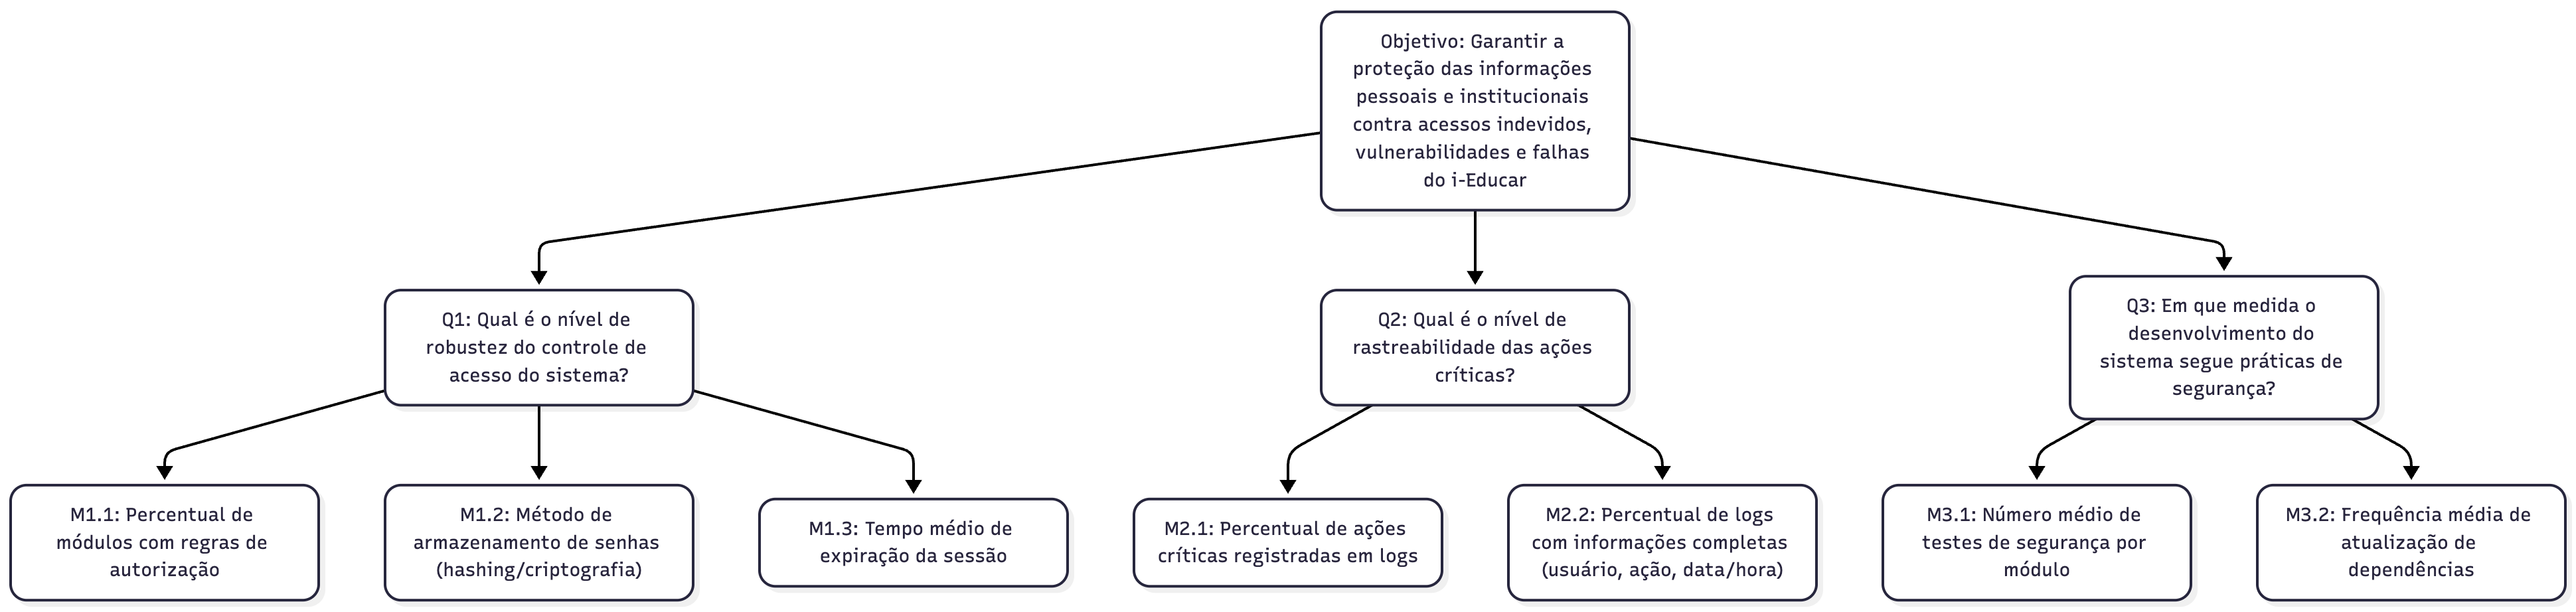 Objetivo: Garantir a
proteção das informações
pessoais e institucionais
contra acessos indevidos,
vulnerabilidades e falhas
do i-Educar
Q1: Qual é o nível de
robustez do controle de
acesso do sistema?
Q2: Qual é o nível de
rastreabilidade das ações
críticas?
Q3: Em que medida o
desenvolvimento do
sistema segue práticas de
segurança?
M1.1: Percentual de
módulos com regras de
autorização
M1.2: Método de
armazenamento de senhas
(hashing/criptografia)
M1.3: Tempo médio de
expiração da sessão
M2.1: Percentual de ações
críticas registradas em logs
M2.2: Percentual de logs
com informações completas
(usuário, ação, data/hora)
M3.1: Número médio de
testes de segurança por
módulo
M3.2: Frequência média de
atualização de
dependências